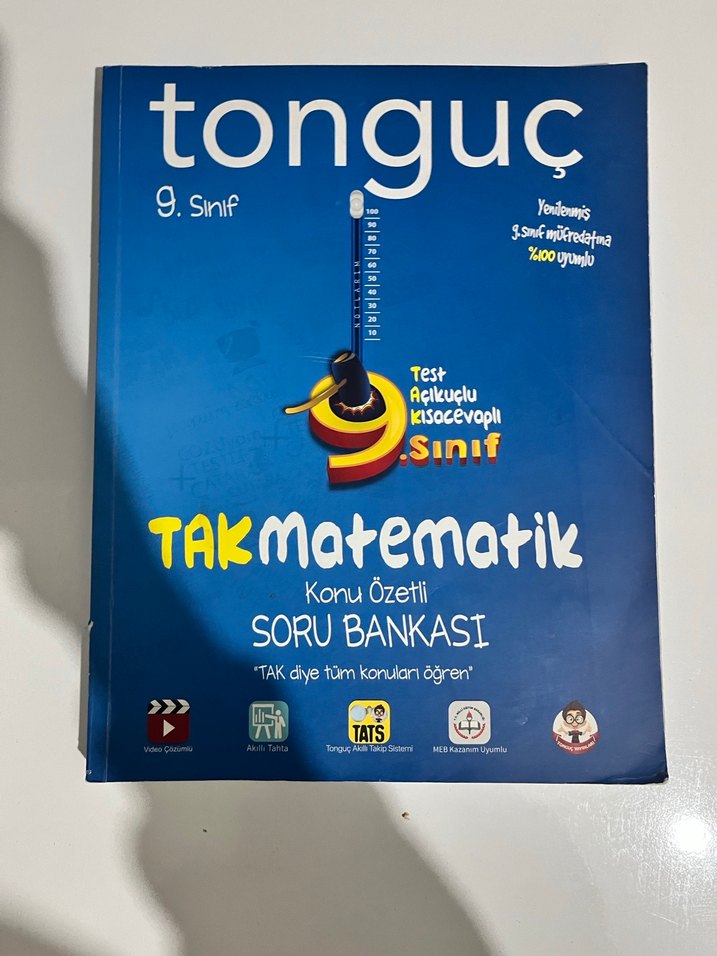 tonguç
9. Sınıf
Yenilenmiş
9.sınıf müfredatına
%100 uyumlu
100
90
80
70
60
50
40
30
20
10
NOTLARIM
Test
Açıkuçlu
Kısacevaplı
9.sınıf
TAKmatematik
Konu Özetli
SORU BANKASI
"TAK diye tüm konuları öğren"
Video Çözümlü
Akıllı Tahta
TATS
Tonguç Akıllı Takip Sistemi
MEB Kazanım Uyumlu
TONGUÇ YAYINLARI